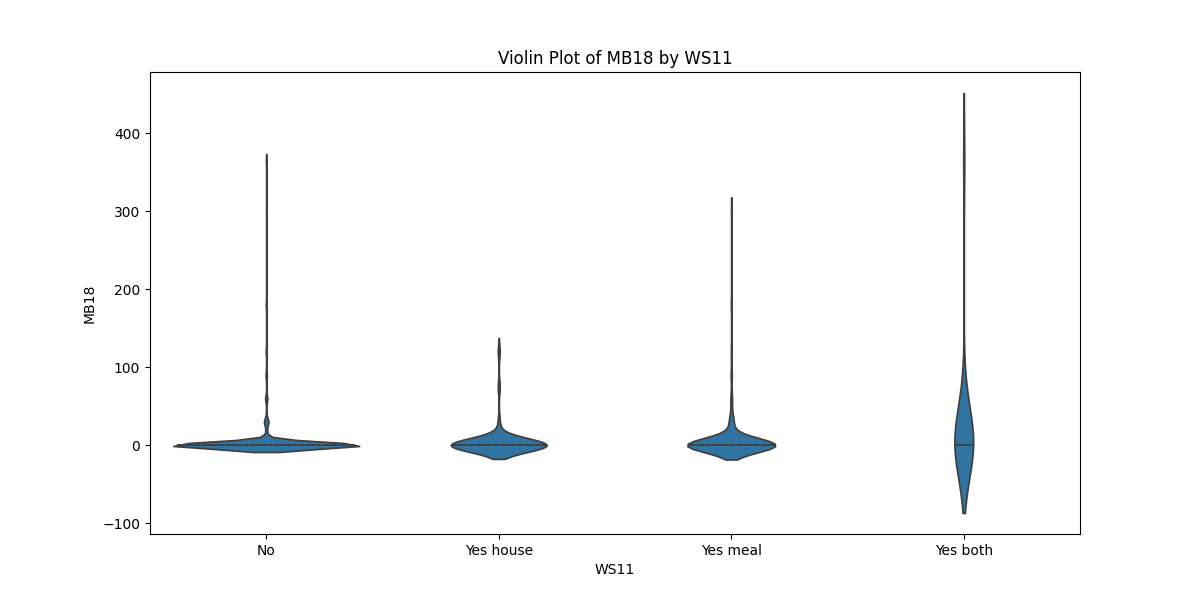 Violin Plot of MB18 by WS11
MB18
400
300
200
100
0
−100
No
Yes house
Yes meal
Yes both
WS11